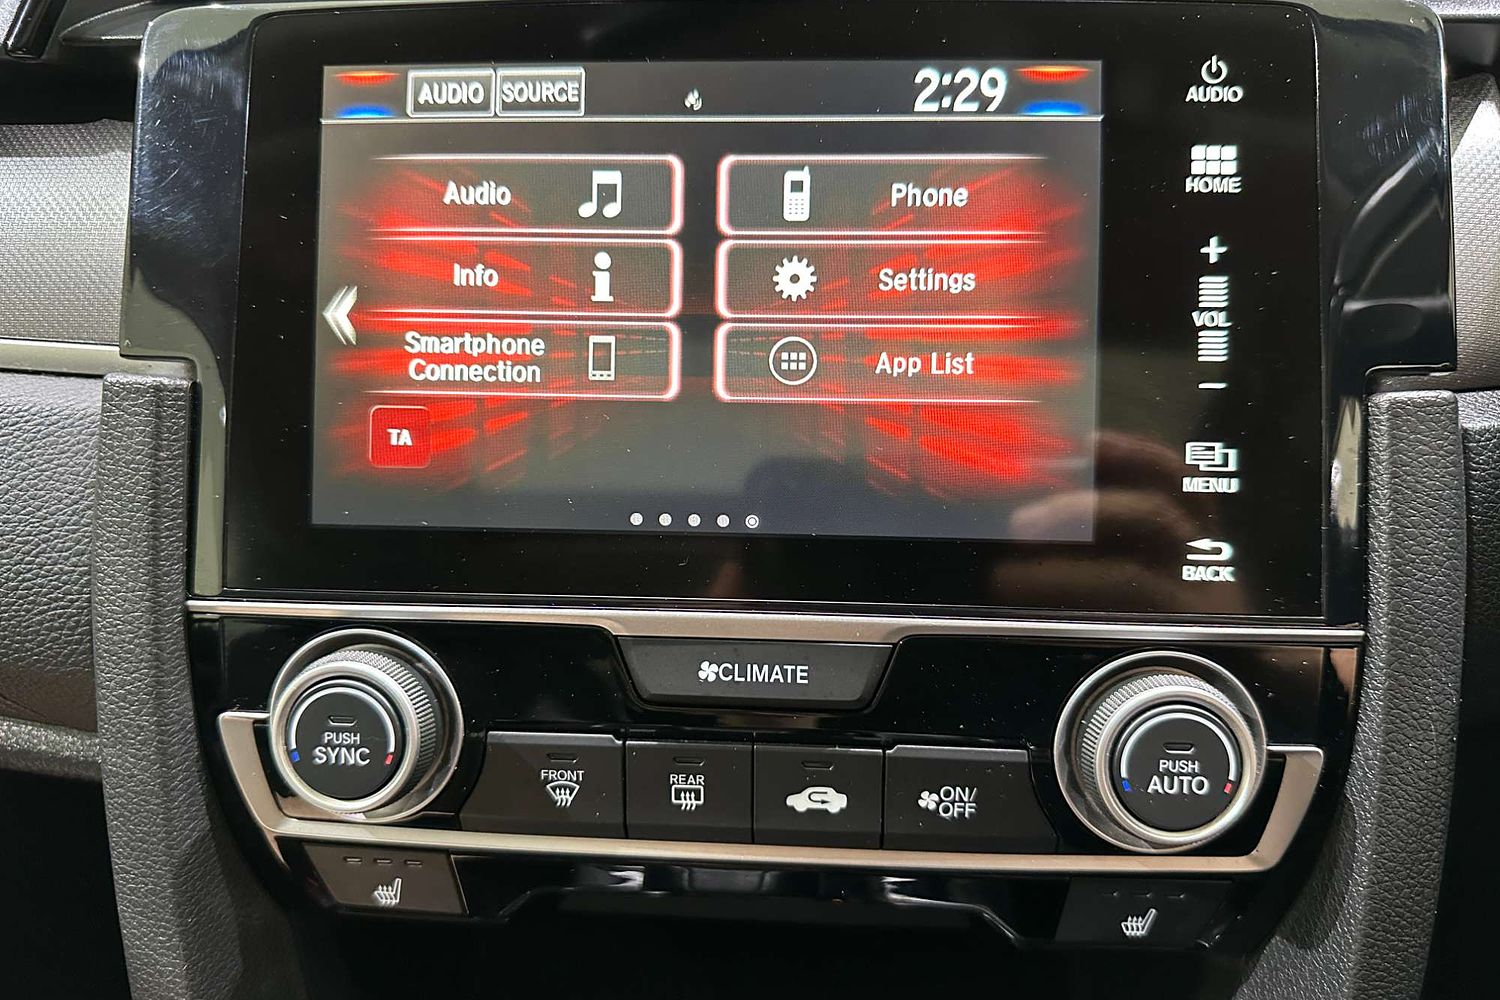 AUDIO SOURCE
2:29
Audio
Phone
Info
Settings
Smartphone
Connection
App List
TA
AUDIO
HOME
+
VOL
−
MENU
BACK
CLIMATE
PUSH
SYNC
FRONT
REAR
ON/
OFF
PUSH
AUTO